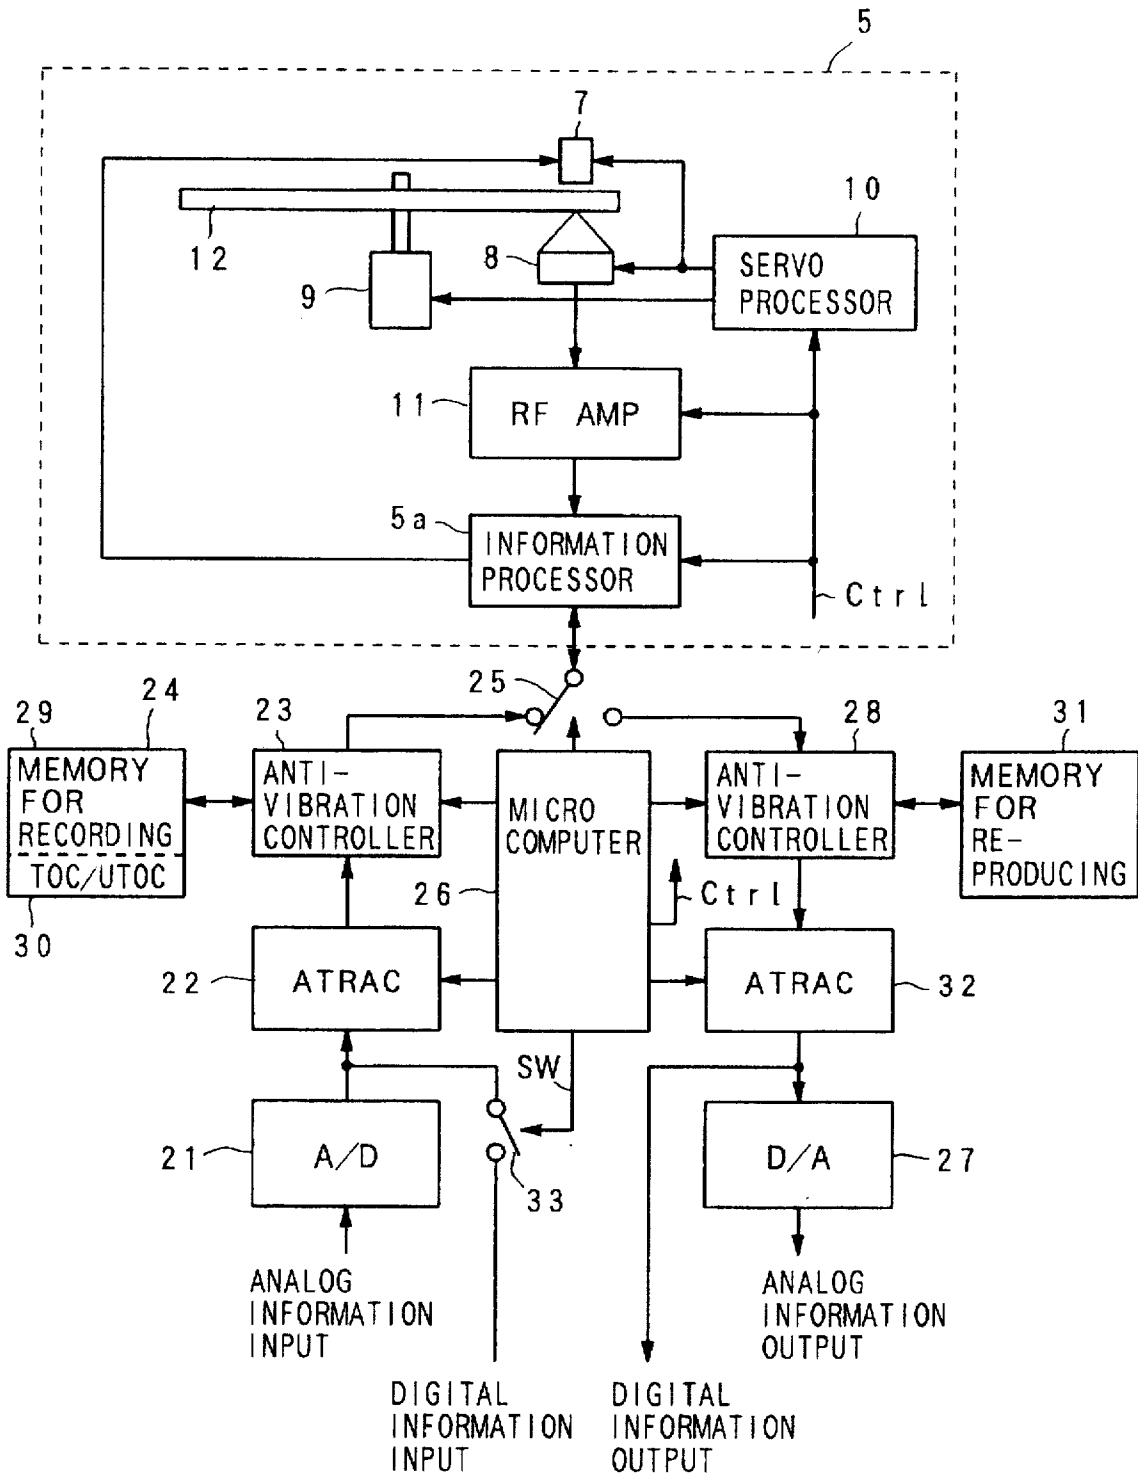 5
7
10
12
8
9
SERVO
PROCESSOR
11
RF AMP
5a
INFORMATION
PROCESSOR
Ctrl
25
29
24
23
28
31
MEMORY
FOR
RECORDING
TOC/UTOC
30
ANTI-
VIBRATION
CONTROLLER
MICRO
COMPUTER
26
Ctrl
ANTI-
VIBRATION
CONTROLLER
MEMORY
FOR
RE-
PRODUCING
22
ATRAC
ATRAC
32
SW
21
A/D
33
D/A
27
ANALOG
INFORMATION
INPUT
ANALOG
INFORMATION
OUTPUT
DIGITAL
INFORMATION
INPUT
DIGITAL
INFORMATION
OUTPUT